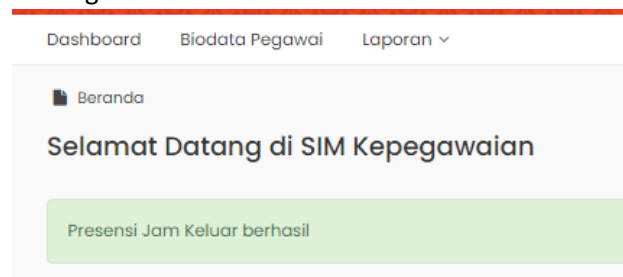 Dashboard Biodata Pegawai Laporan
Beranda
Selamat Datang di SIM Kepegawaian
Presensi Jam Keluar berhasil